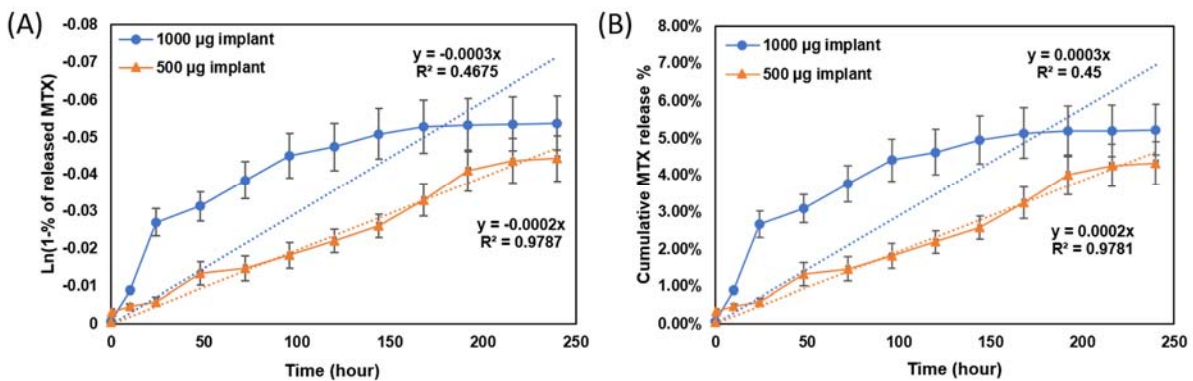 (A)
-0.08
-0.07
-0.06
-0.05
-0.04
-0.03
-0.02
-0.01
0
Ln(1-% of released MTX)
1000 µg implant
500 µg implant
y = -0.0003x
R² = 0.4675
y = -0.0002x
R² = 0.9787
0 50 100 150 200 250
Time (hour)
(B)
8.00%
7.00%
6.00%
5.00%
4.00%
3.00%
2.00%
1.00%
0.00%
Cumulative MTX release %
1000 µg implant
500 µg implant
y = 0.0003x
R² = 0.45
y = 0.0002x
R² = 0.9781
0 50 100 150 200 250
Time (hour)